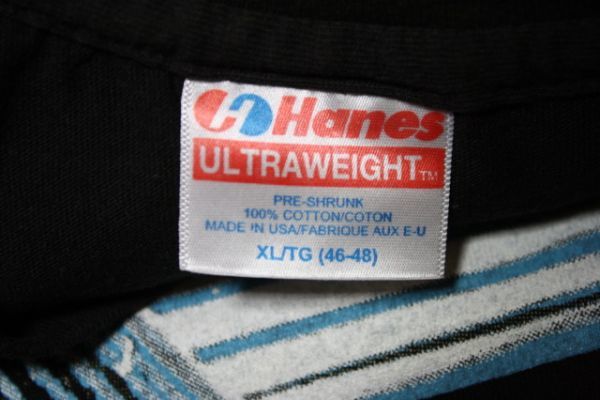 Hanes
ULTRAWEIGHT™
PRE-SHRUNK
100% COTTON/COTON
MADE IN USA/FABRIQUE AUX E-U
XL/TG (46-48)